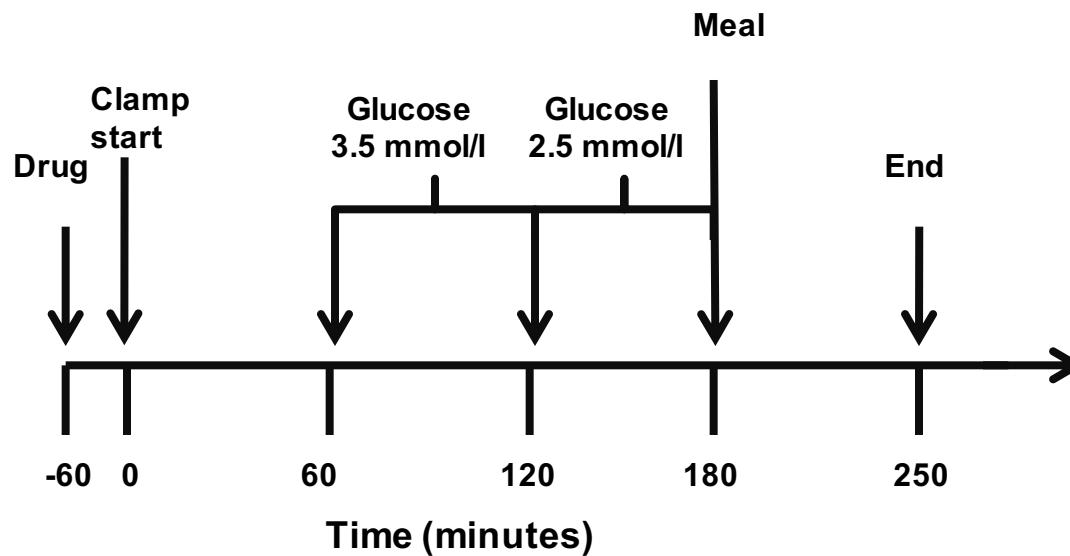 Meal
Clamp
start
Glucose
3.5 mmol/l
Glucose
2.5 mmol/l
Drug
End
-60 0 60 120 180 250
Time (minutes)